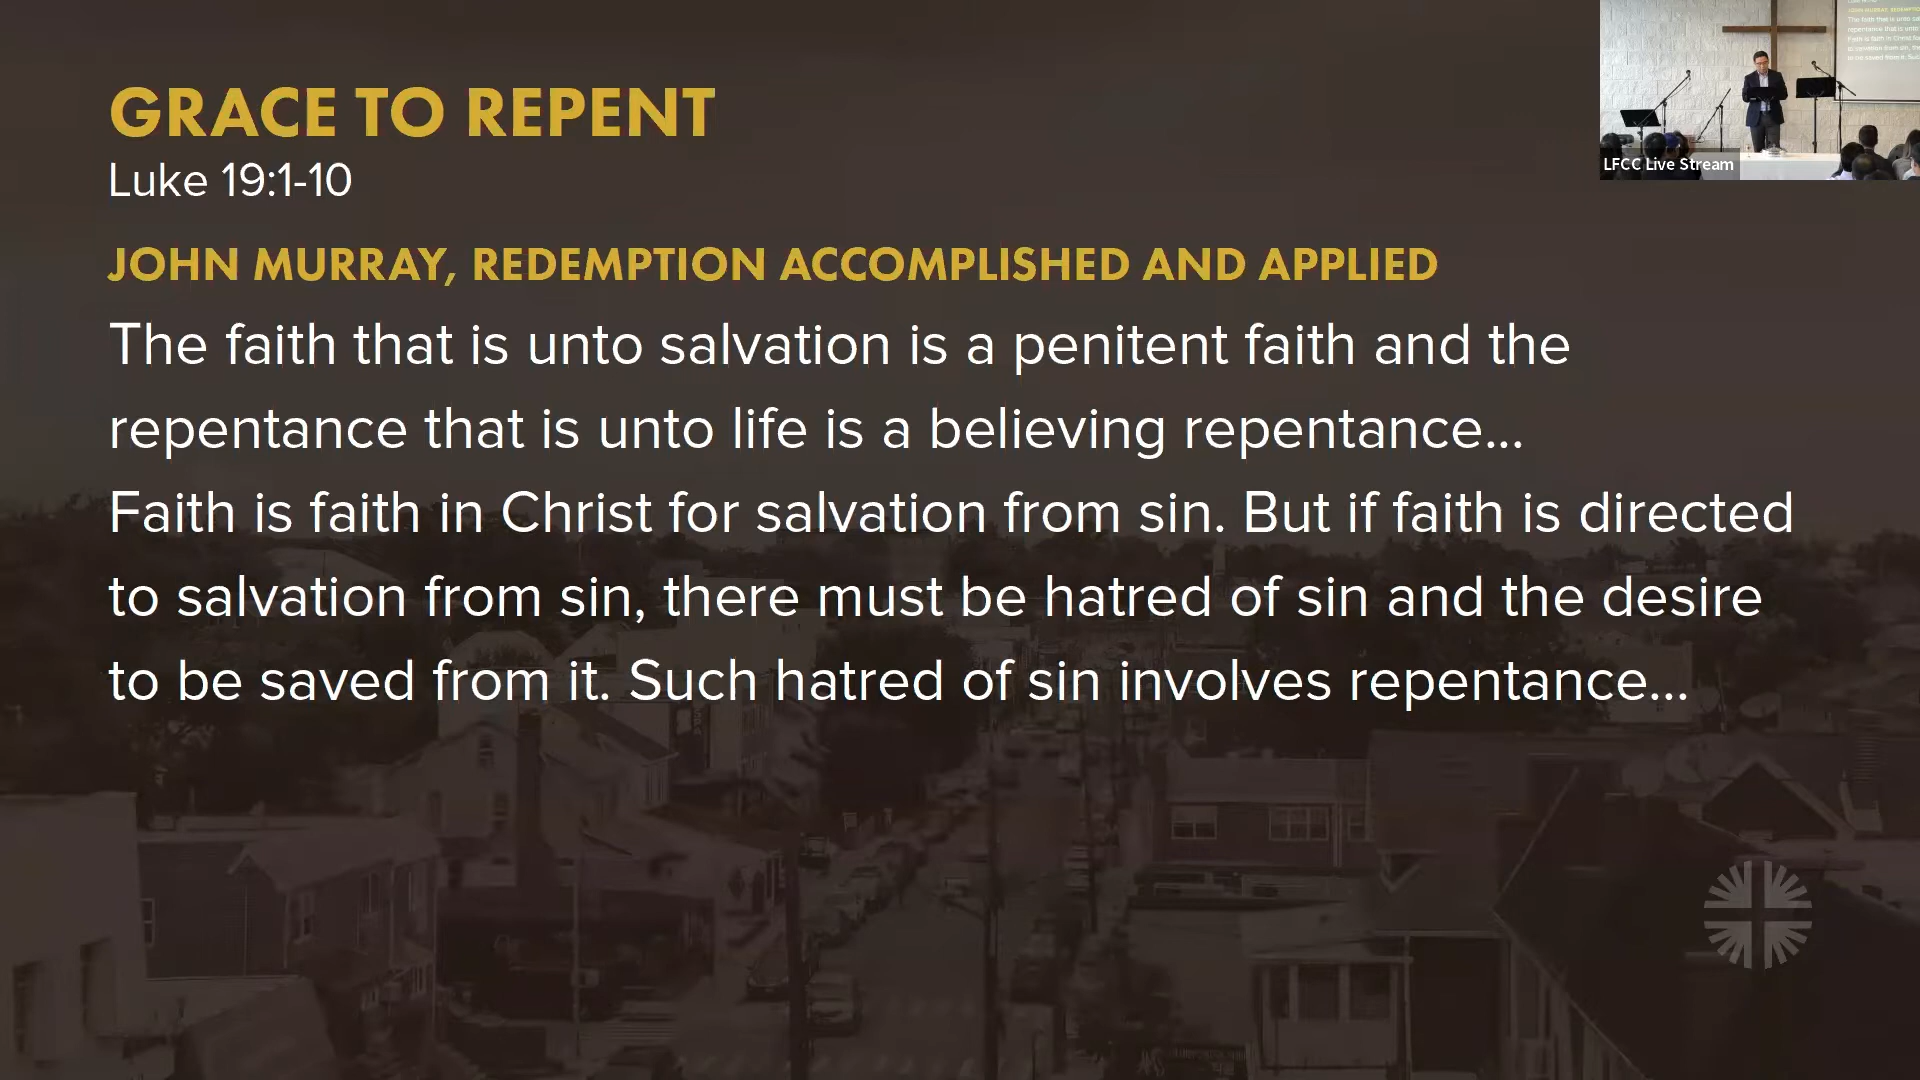 GRACE TO REPENT
Luke 19:1-10
JOHN MURRAY, REDEMPTION ACCOMPLISHED AND APPLIED
The faith that is unto salvation is a penitent faith and the
repentance that is unto life is a believing repentance...
Faith is faith in Christ for salvation from sin. But if faith is directed
to salvation from sin, there must be hatred of sin and the desire
to be saved from it. Such hatred of sin involves repentance...
LFCC Live Stream